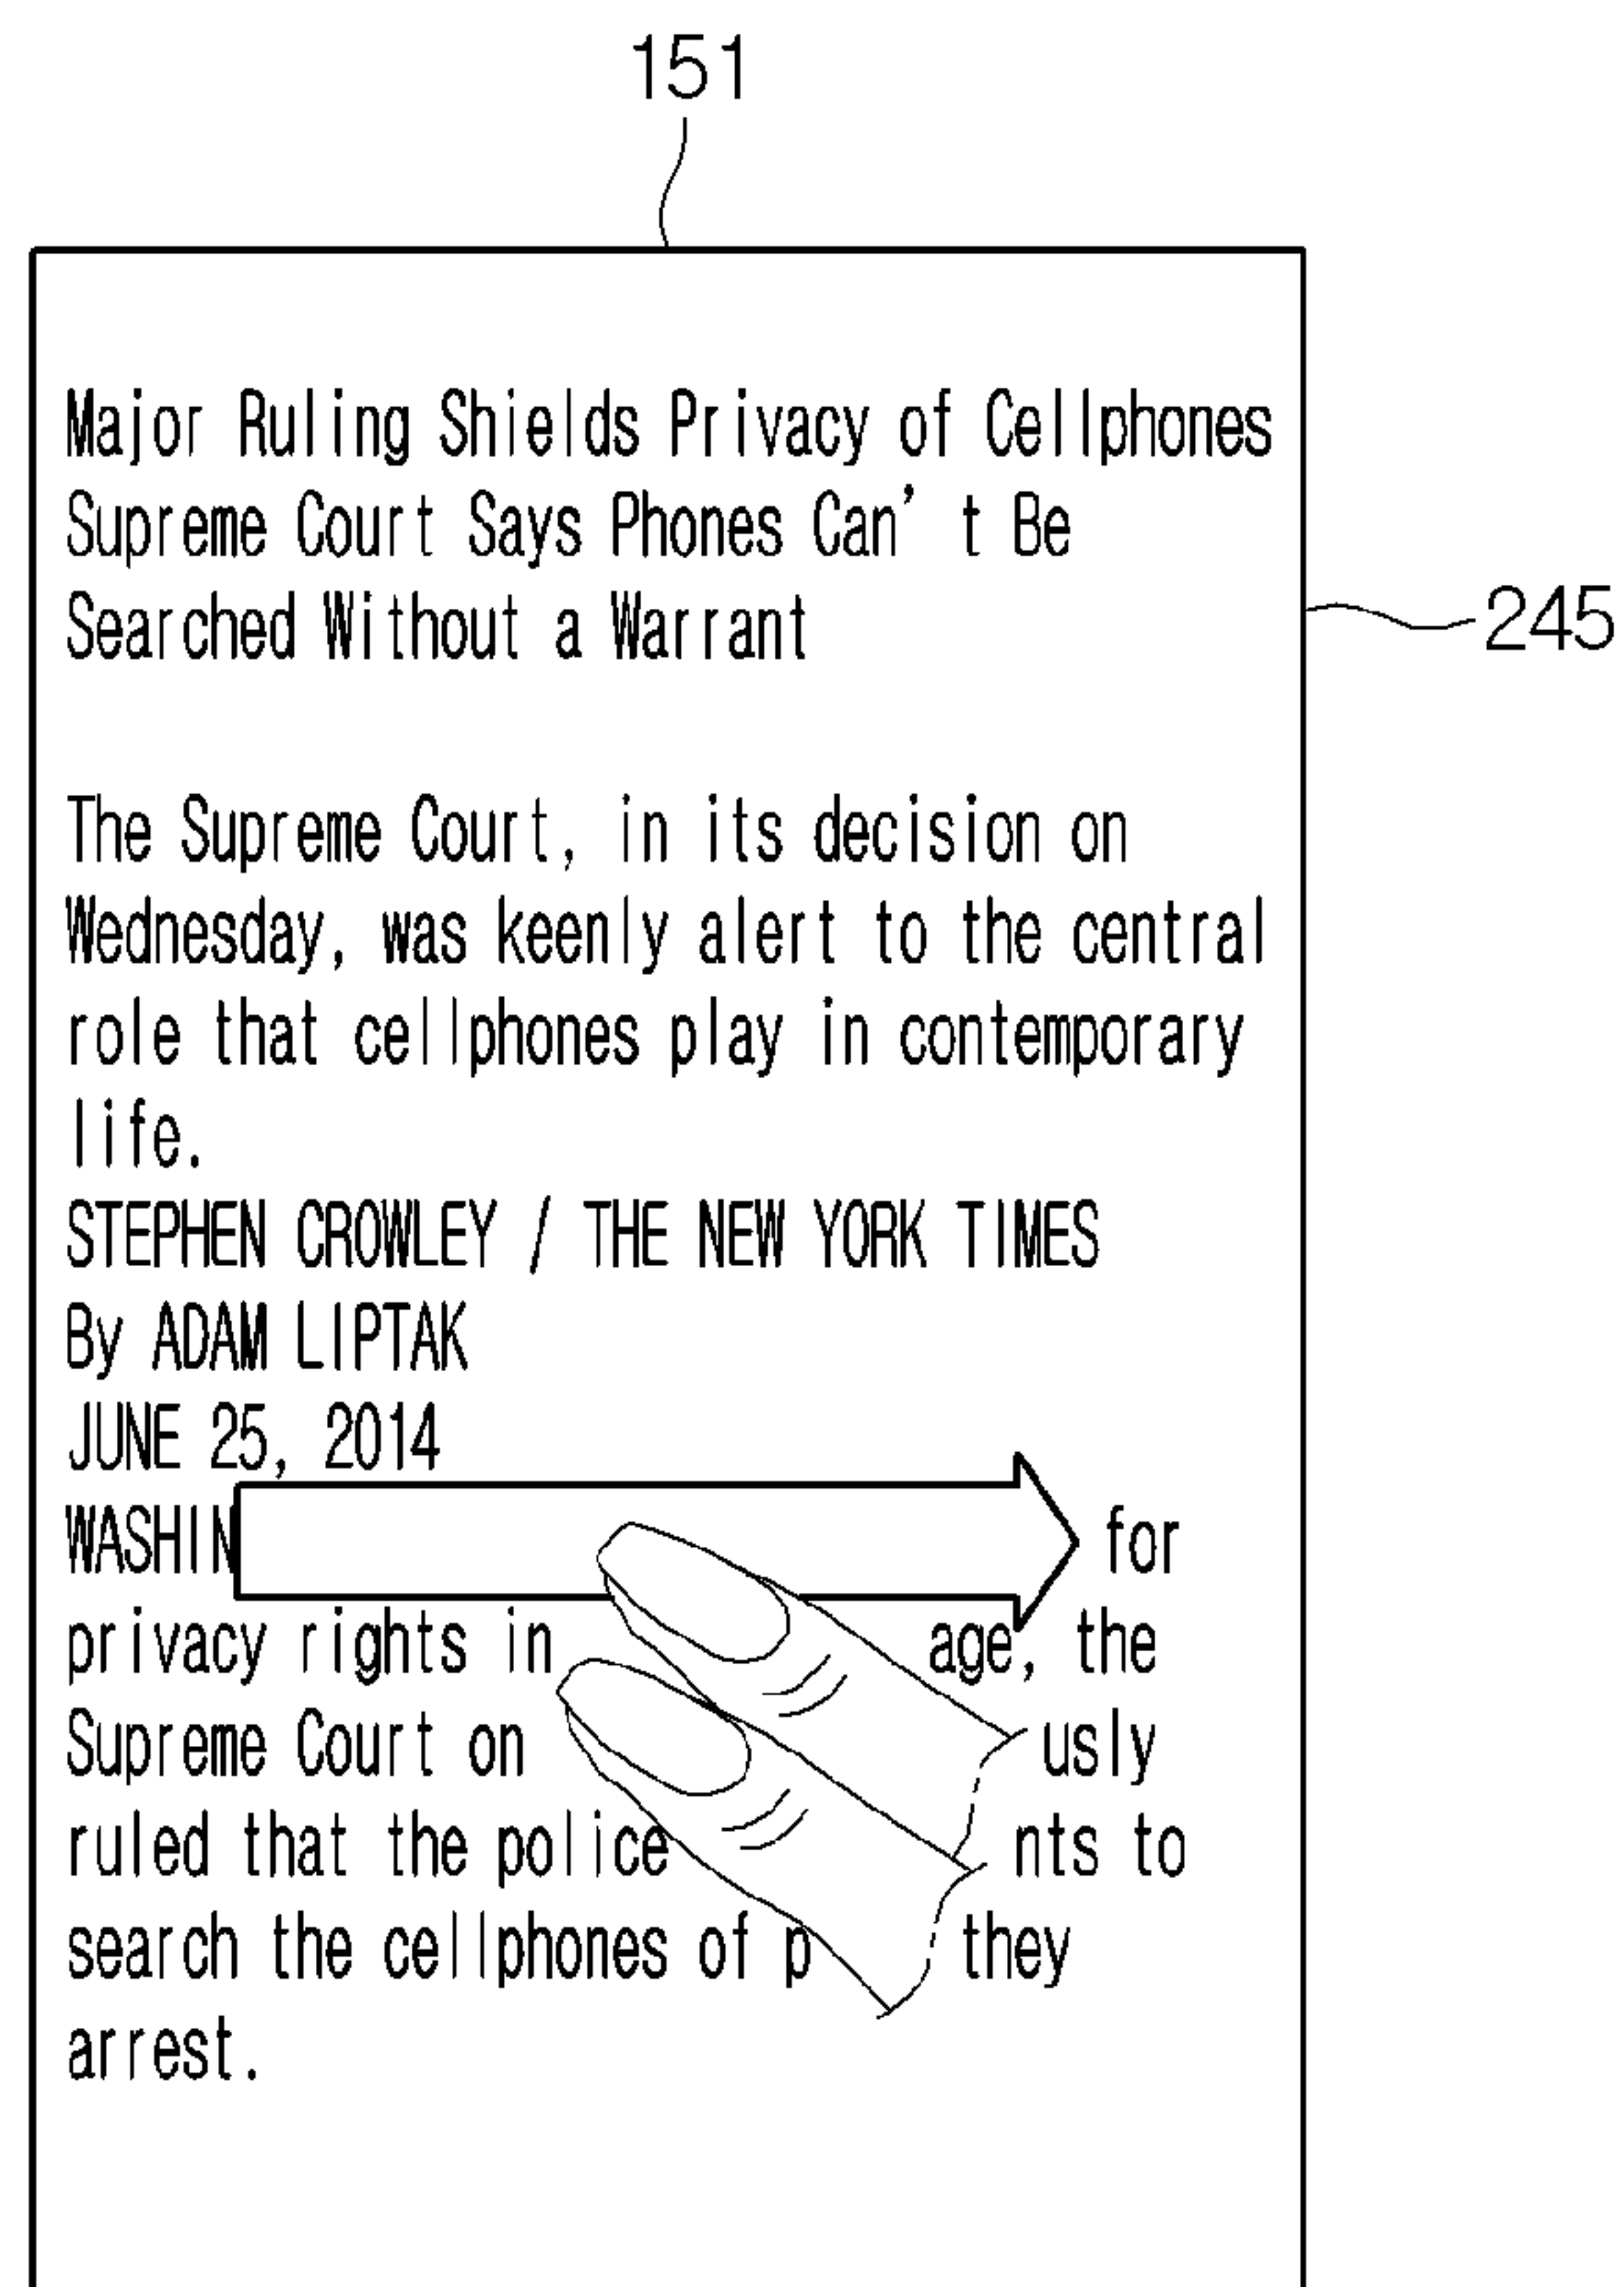 151
Major Ruling Shields Privacy of Cellphones
Supreme Court Says Phones Can't Be
Searched Without a Warrant
245
The Supreme Court, in its decision on
Wednesday, was keenly alert to the central
role that cellphones play in contemporary
life.
STEPHEN CROWLEY / THE NEW YORK TIMES
By ADAM LIPTAK
JUNE 25, 2014
for
privacy rights in age, the
Supreme Court on
ruled that the police to
search the cellphones of they
arrest.